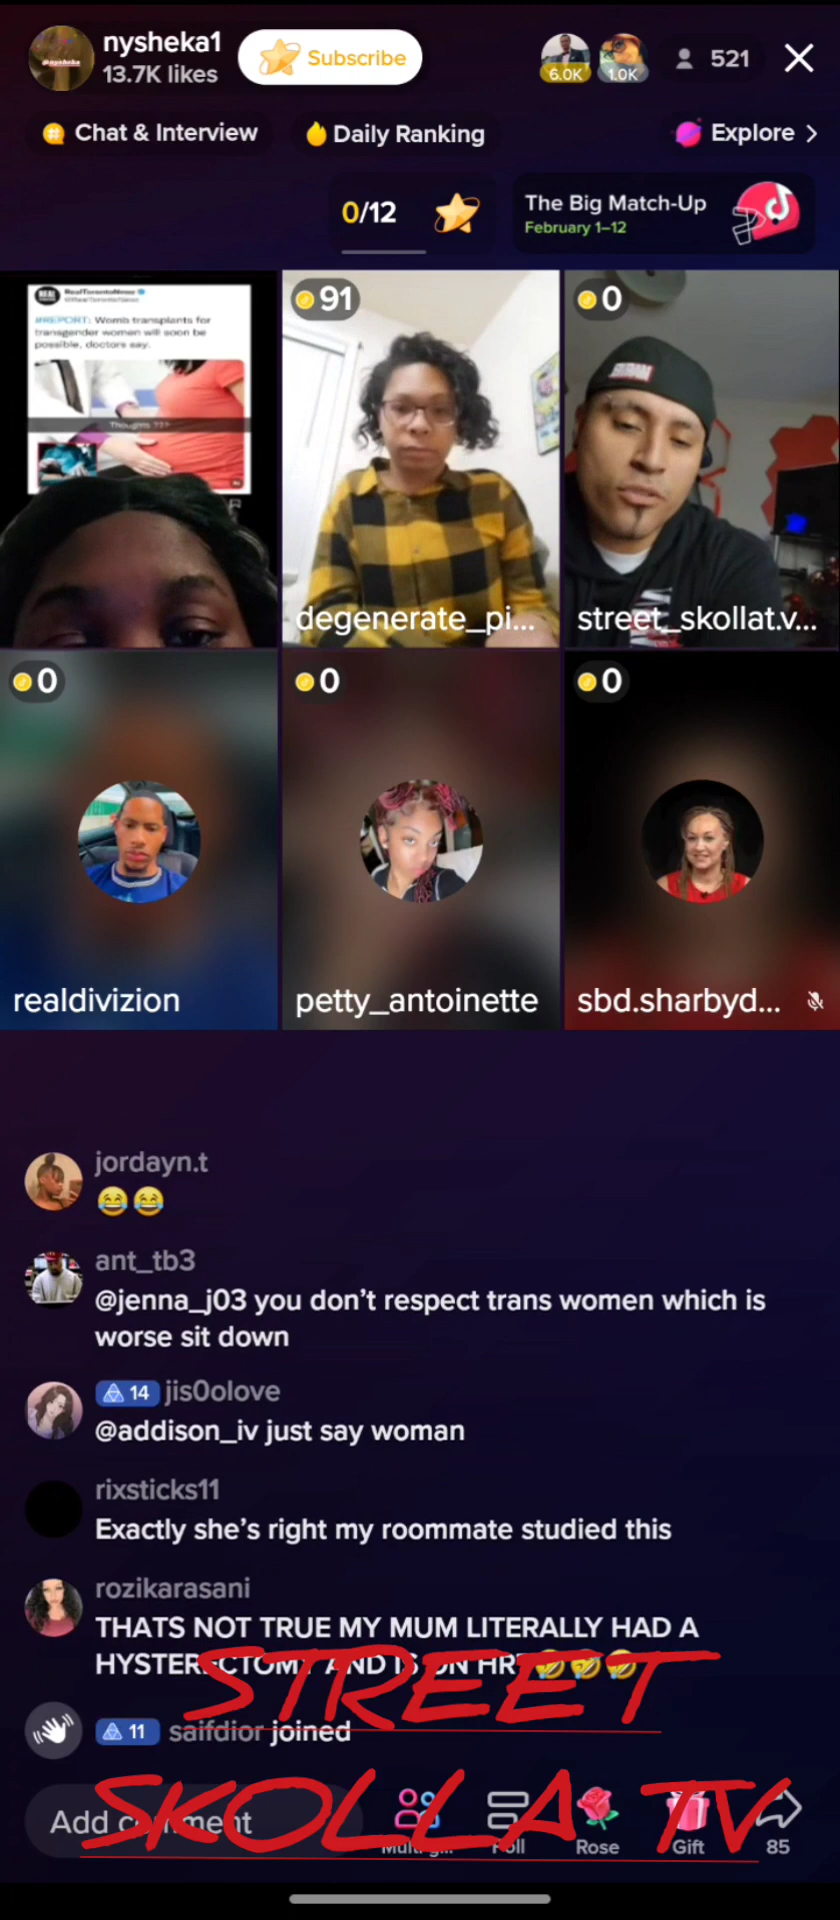 nysheka1
13.7K likes
Subscribe
6.0K
1.0K
521
Chat & Interview
Daily Ranking
Explore
0/12
The Big Match-Up
February 1–12
REAL
RealTorontoNews
@RealTorontoNews
#REPORT: Womb transplants for
transgender women will soon be
possible, doctors say.
Thoughts ???
91
degenerate_pi...
0
street_skollat.v...
0
realdivizion
0
petty_antoinette
0
sbd.sharbyd...
jordayn.t
😂😂
ant_tb3
@jenna_j03 you don’t respect trans women which is
worse sit down
14 jis0olove
@addison_iv just say woman
rixsticks11
Exactly she’s right my roommate studied this
rozikarasani
THATS NOT TRUE MY MUM LITERALLY HAD A
HYSTERECTOMY AND IS ON HRT🤣🤣🤣
STREET
11 saifdior joined
SKOLLA TV
Add comment
Multi-g...
Poll
Rose
Gift
85